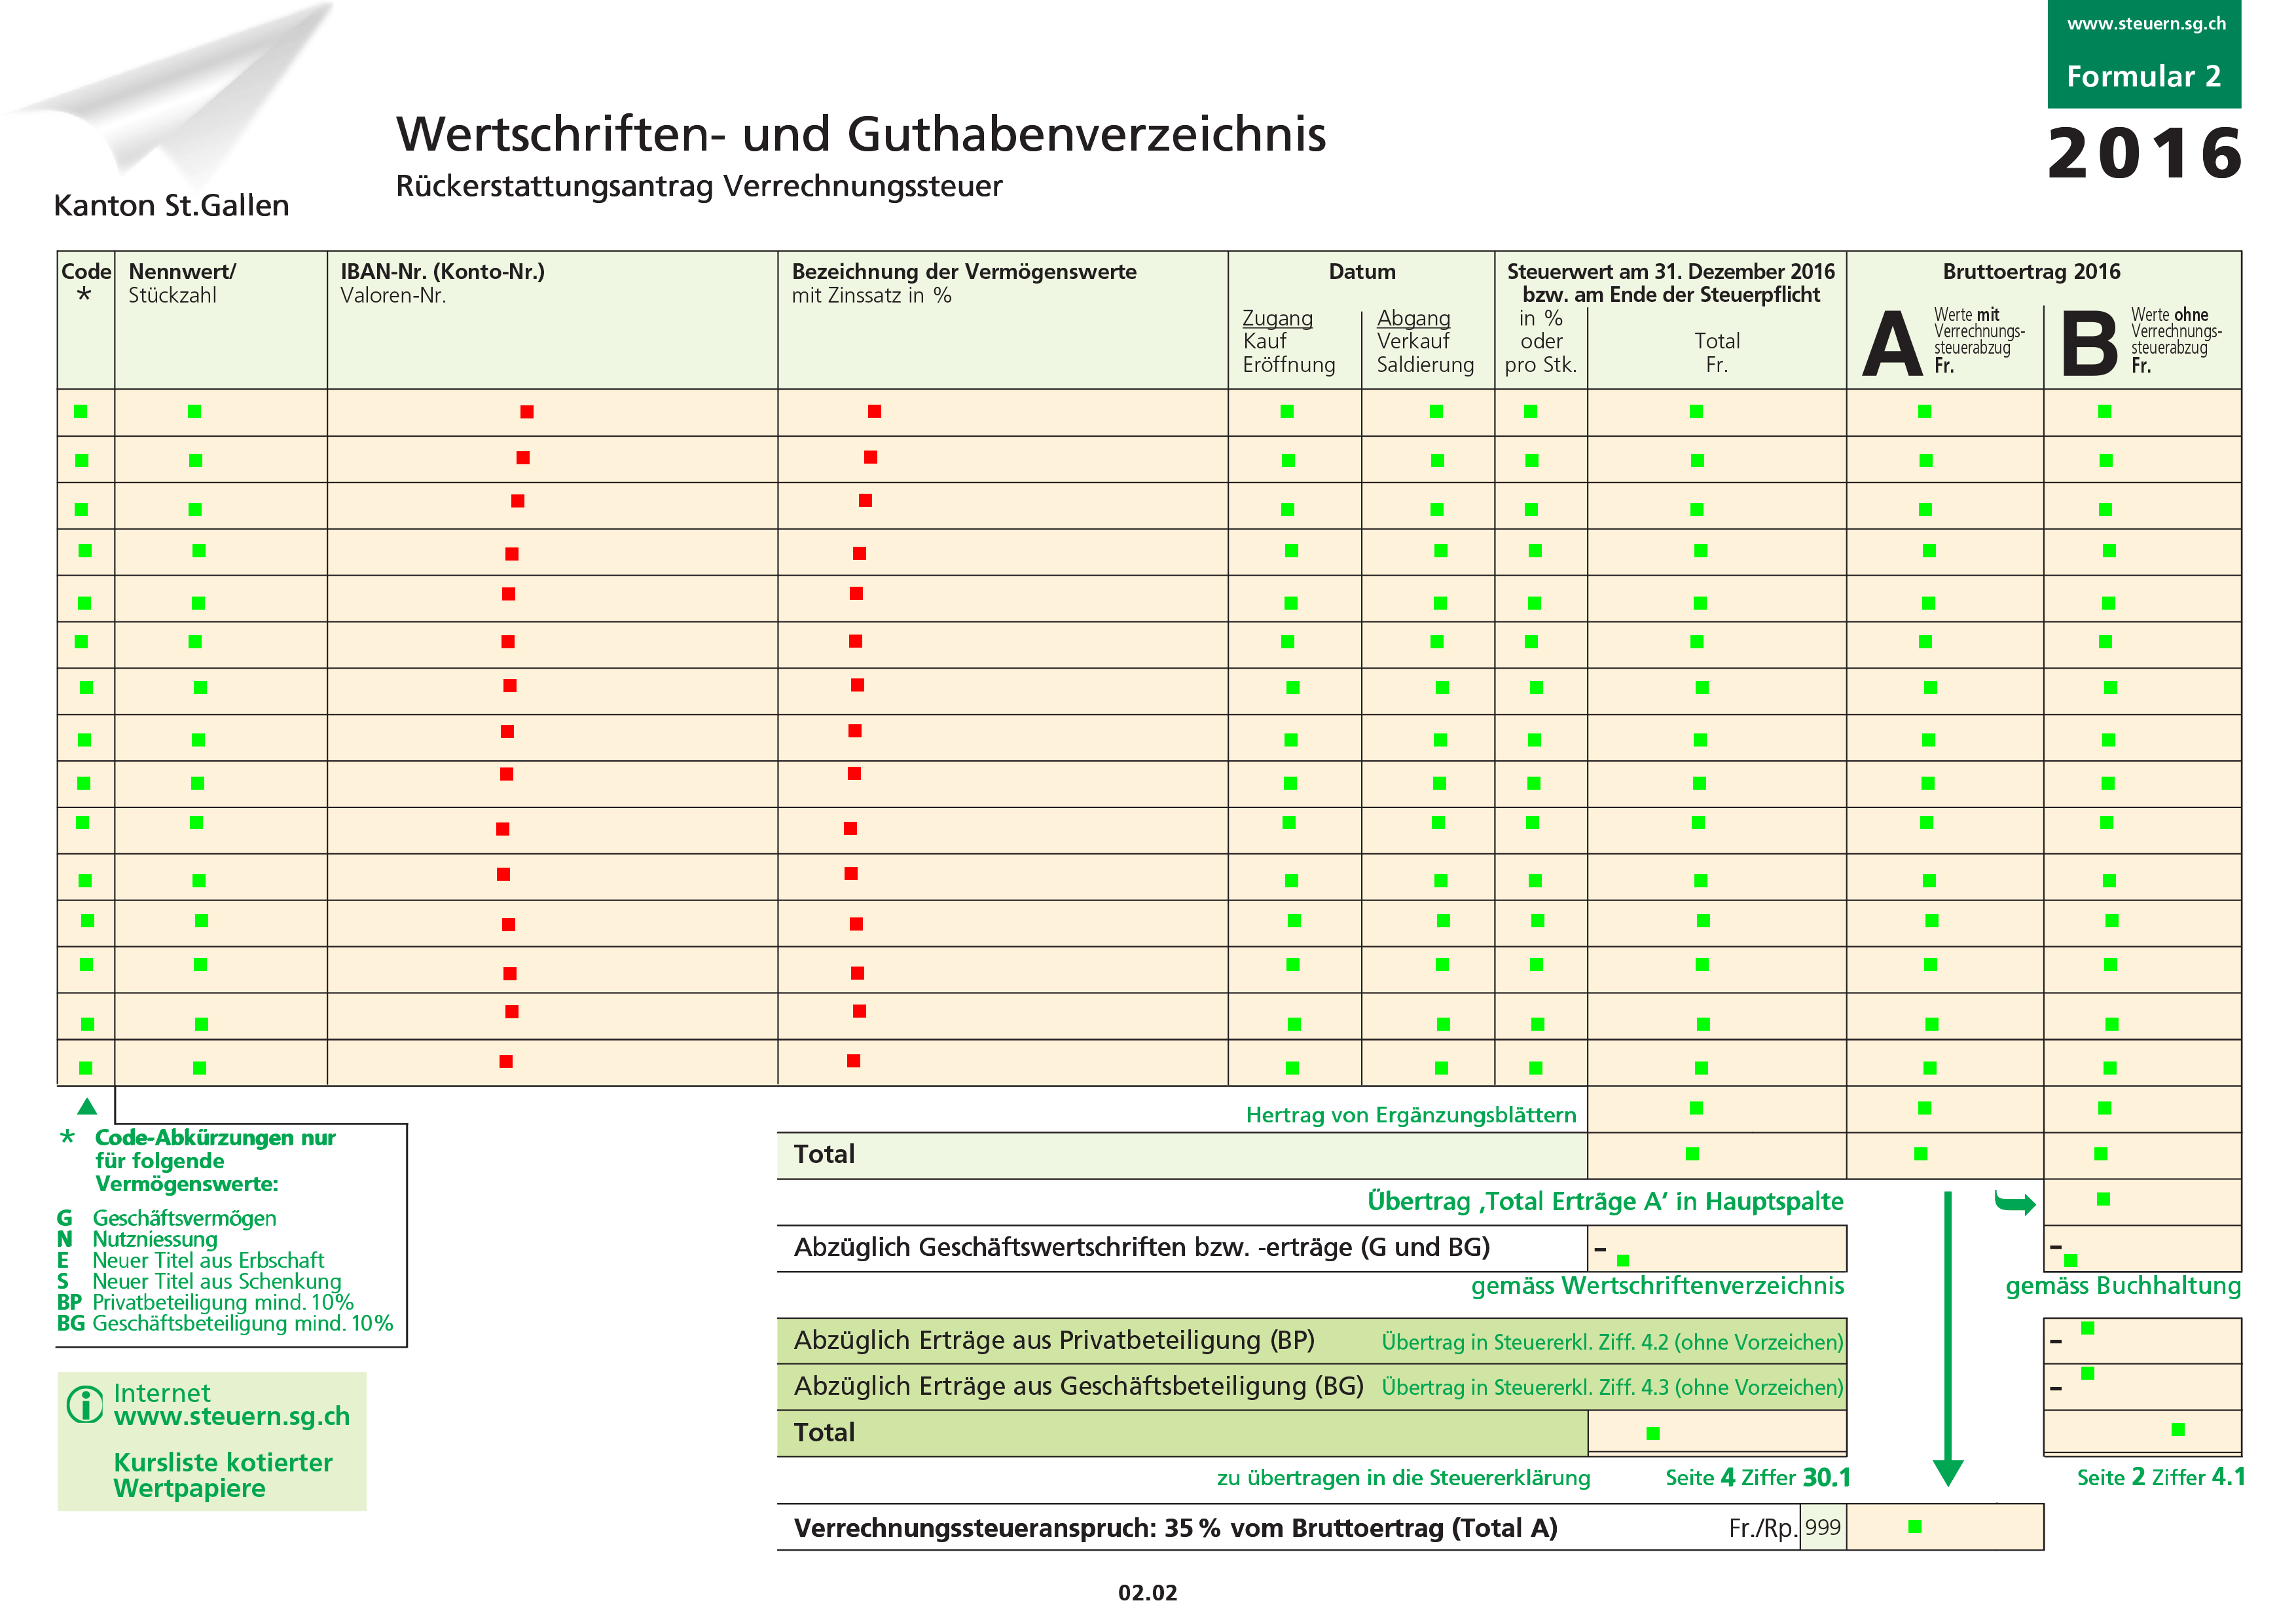 www.steuern.sg.ch
Formular 2
2016
Wertschriften- und Guthabenverzeichnis
Rückerstattungsantrag Verrechnungssteuer
Kanton St.Gallen
Code
*
Nennwert/
Stückzahl
IBAN-Nr. (Konto-Nr.)
Valoren-Nr.
Bezeichnung der Vermögenswerte
mit Zinssatz in %
Datum
Zugang
Kauf
Eröffnung
Abgang
Verkauf
Saldierung
Steuerwert am 31. Dezember 2016
bzw. am Ende der Steuerpflicht
in %
oder
pro Stk.
Total
Fr.
Bruttoertrag 2016
A
Werte mit
Verrechnungs-
steuerabzug
Fr.
B
Werte ohne
Verrechnungs-
steuerabzug
Fr.
Hertrag von Ergänzungsblättern
Total
Übertrag ‚Total Erträge A‘ in Hauptspalte
Abzüglich Geschäftswertschriften bzw. -erträge (G und BG) – –
gemäss Wertschriftenverzeichnis gemäss Buchhaltung
Abzüglich Erträge aus Privatbeteiligung (BP) Übertrag in Steuererkl. Ziff. 4.2 (ohne Vorzeichen) –
Abzüglich Erträge aus Geschäftsbeteiligung (BG) Übertrag in Steuererkl. Ziff. 4.3 (ohne Vorzeichen) –
Total
zu übertragen in die Steuererklärung Seite 4 Ziffer 30.1 Seite 2 Ziffer 4.1
Verrechnungssteueranspruch: 35 % vom Bruttoertrag (Total A) Fr./Rp. 999
* Code-Abkürzungen nur
für folgende
Vermögenswerte:
G Geschäftsvermögen
N Nutzniessung
E Neuer Titel aus Erbschaft
S Neuer Titel aus Schenkung
BP Privatbeteiligung mind. 10%
BG Geschäftsbeteiligung mind. 10%
i Internet
www.steuern.sg.ch
Kursliste kotierter
Wertpapiere
02.02